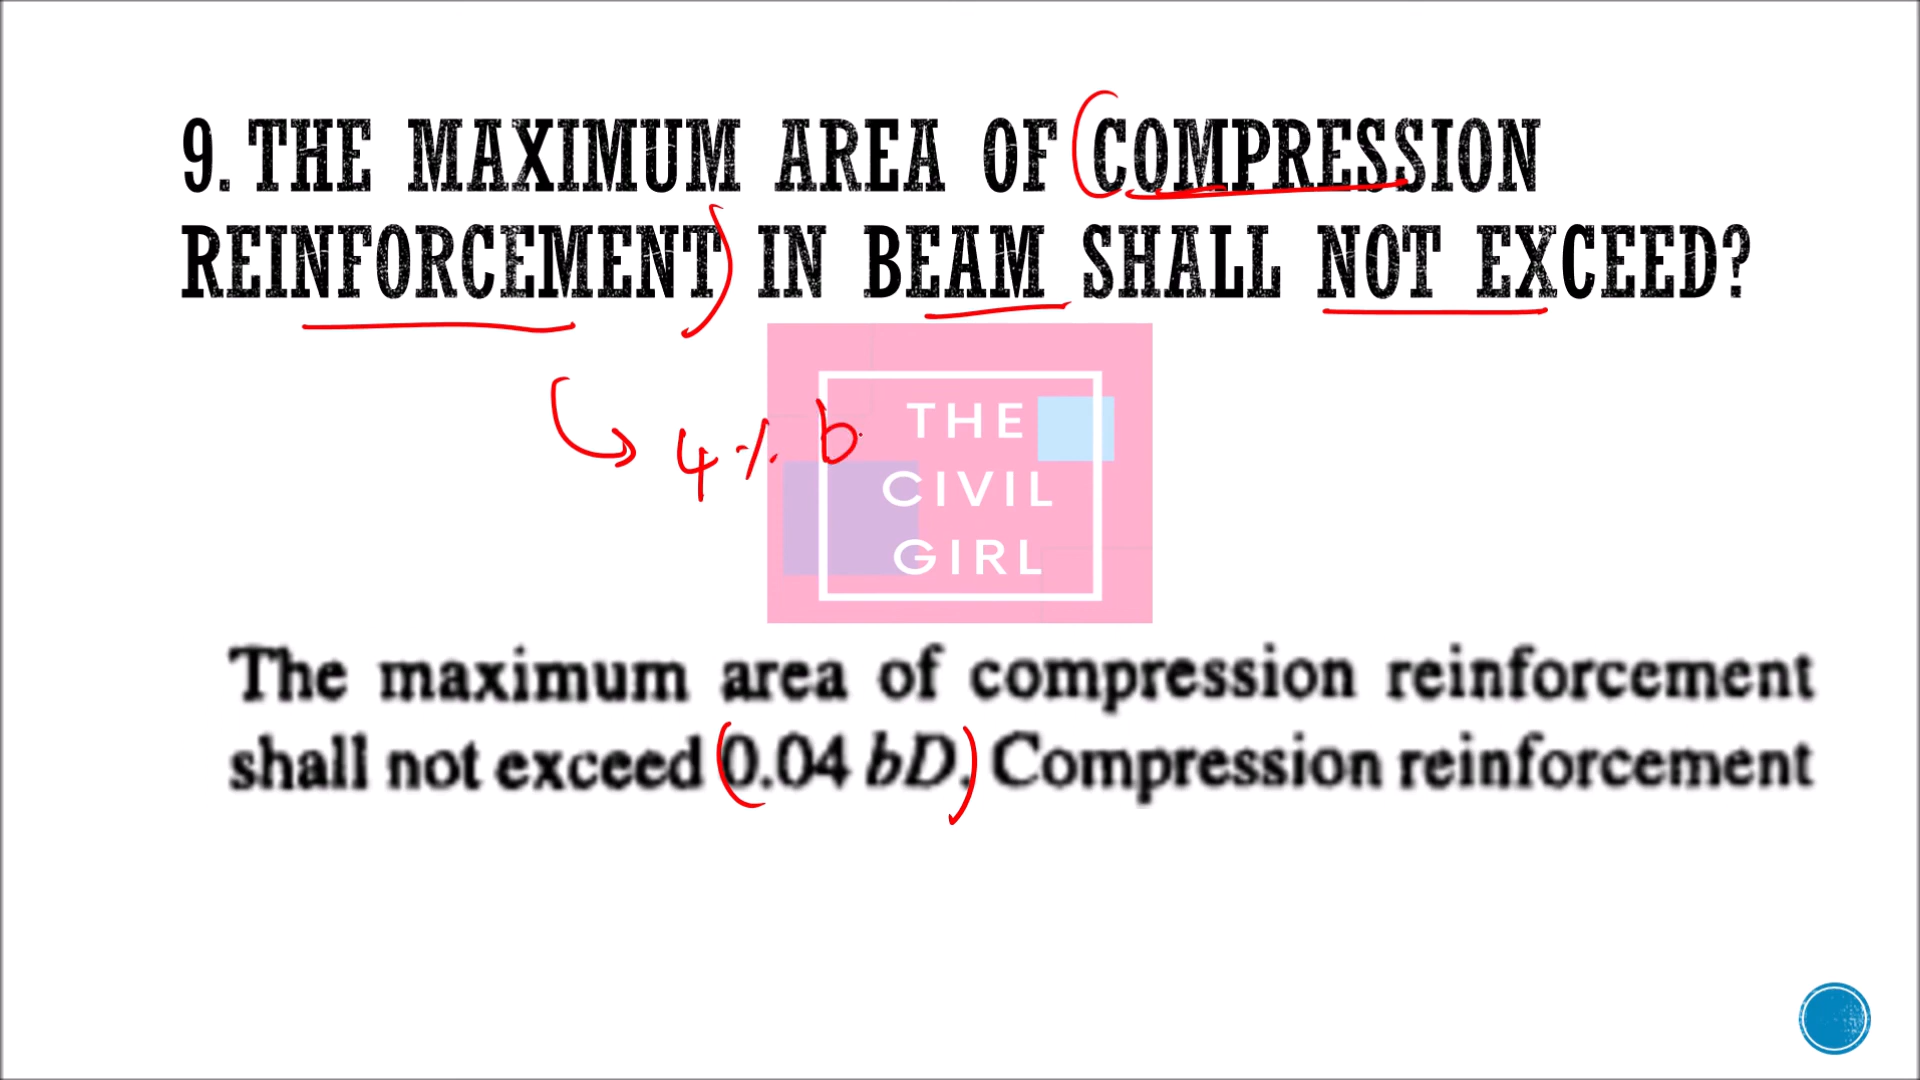 9. THE MAXIMUM AREA OF COMPRESSION
REINFORCEMENT IN BEAM SHALL NOT EXCEED?
4 % b
THE
CIVIL
GIRL
The maximum area of compression reinforcement
shall not exceed 0.04 bD. Compression reinforcement